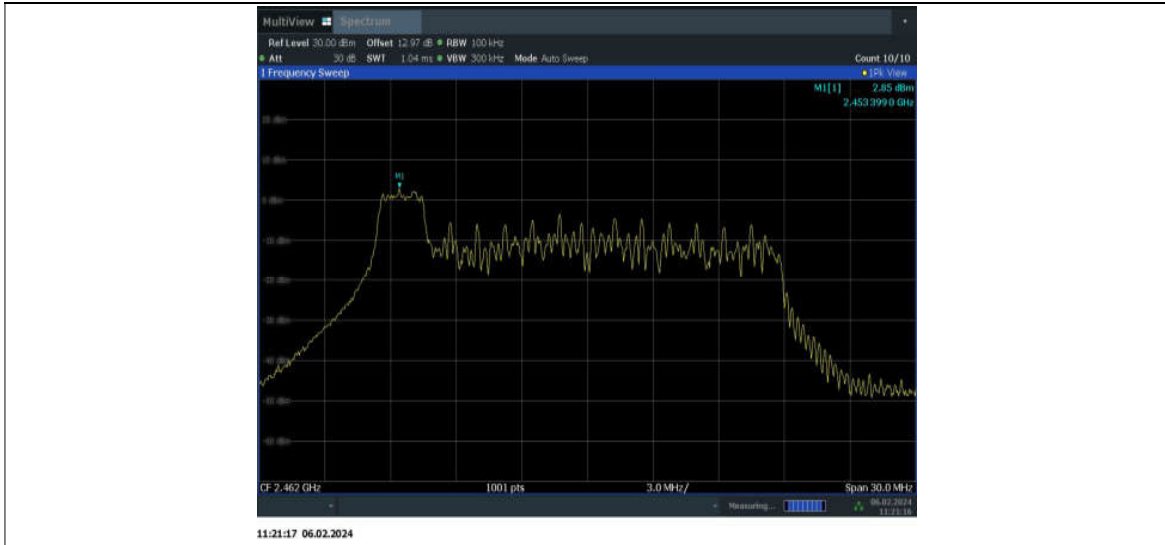 MultiView Spectrum
Ref Level 30.00 dBm Offset 12.97 dB RBW 100 kHz
Att 30 dB SWT 1.04 ms VBW 300 kHz Mode Auto Sweep Count 10/10
1 Frequency Sweep 1Pk View
M1[1] 2.85 dBm
2.4533990 GHz
M1
CF 2.462 GHz 1001 pts 3.0 MHz/ Span 30.0 MHz
Measuring... 06.02.2024
11:21:16
11:21:17 06.02.2024